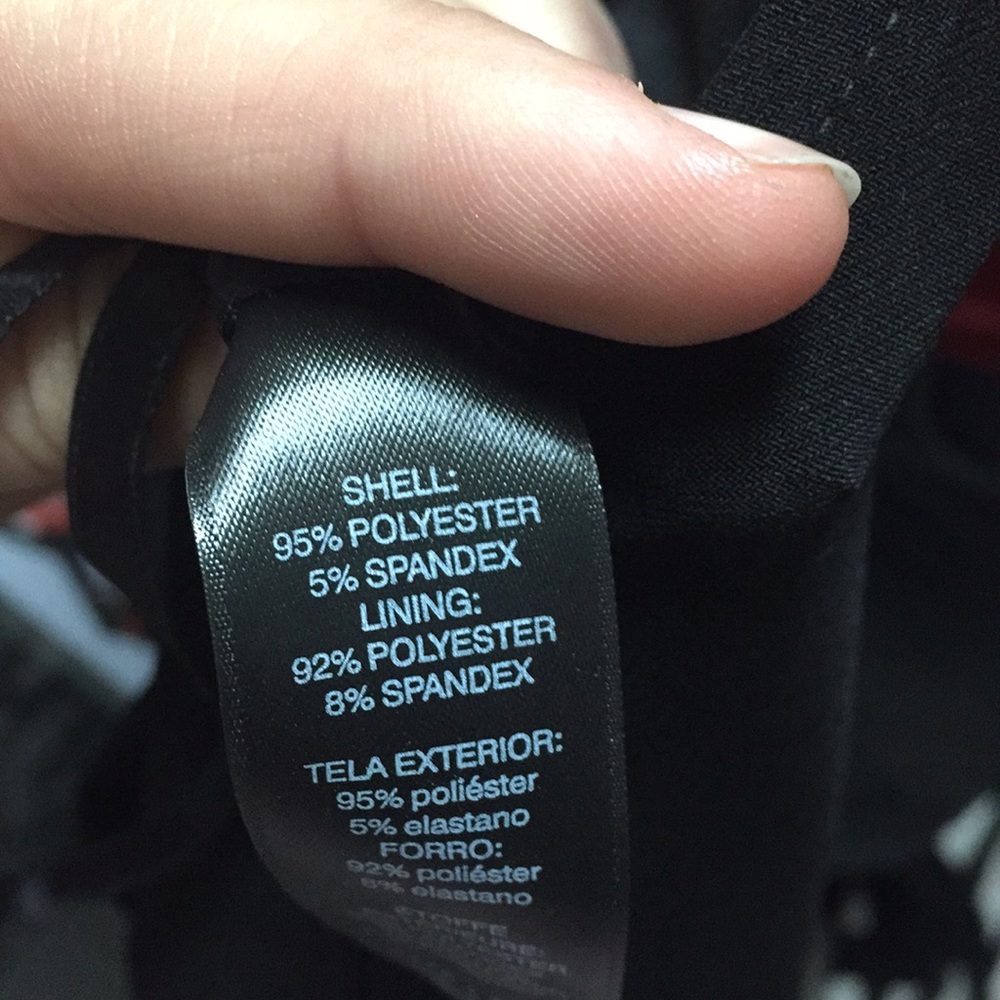 SHELL:
95% POLYESTER
5% SPANDEX
LINING:
92% POLYESTER
8% SPANDEX
TELA EXTERIOR:
95% poliéster
5% elastano
FORRO:
92% poliéster
8% elastano
ETOFFE